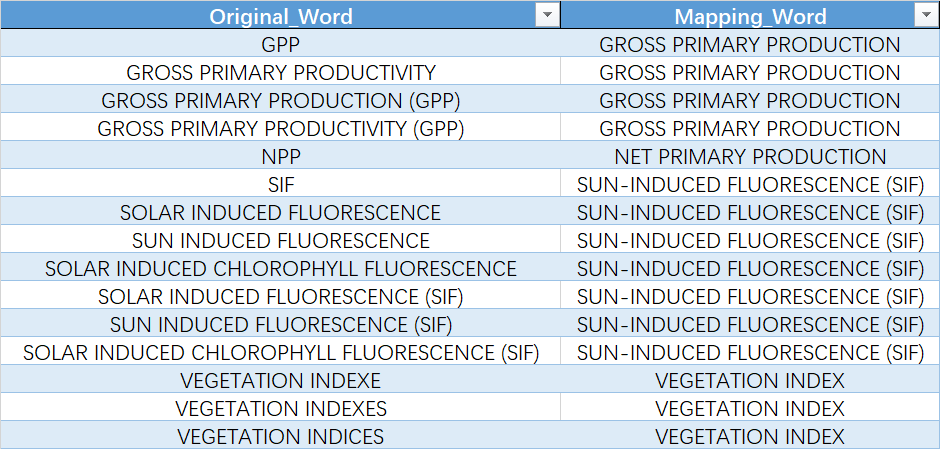 Original_Word Mapping_Word
GPP GROSS PRIMARY PRODUCTION
GROSS PRIMARY PRODUCTIVITY GROSS PRIMARY PRODUCTION
GROSS PRIMARY PRODUCTION (GPP) GROSS PRIMARY PRODUCTION
GROSS PRIMARY PRODUCTIVITY (GPP) GROSS PRIMARY PRODUCTION
NPP NET PRIMARY PRODUCTION
SIF SUN-INDUCED FLUORESCENCE (SIF)
SOLAR INDUCED FLUORESCENCE SUN-INDUCED FLUORESCENCE (SIF)
SUN INDUCED FLUORESCENCE SUN-INDUCED FLUORESCENCE (SIF)
SOLAR INDUCED CHLOROPHYLL FLUORESCENCE SUN-INDUCED FLUORESCENCE (SIF)
SOLAR INDUCED FLUORESCENCE (SIF) SUN-INDUCED FLUORESCENCE (SIF)
SUN INDUCED FLUORESCENCE (SIF) SUN-INDUCED FLUORESCENCE (SIF)
SOLAR INDUCED CHLOROPHYLL FLUORESCENCE (SIF) SUN-INDUCED FLUORESCENCE (SIF)
VEGETATION INDEXE VEGETATION INDEX
VEGETATION INDEXES VEGETATION INDEX
VEGETATION INDICES VEGETATION INDEX